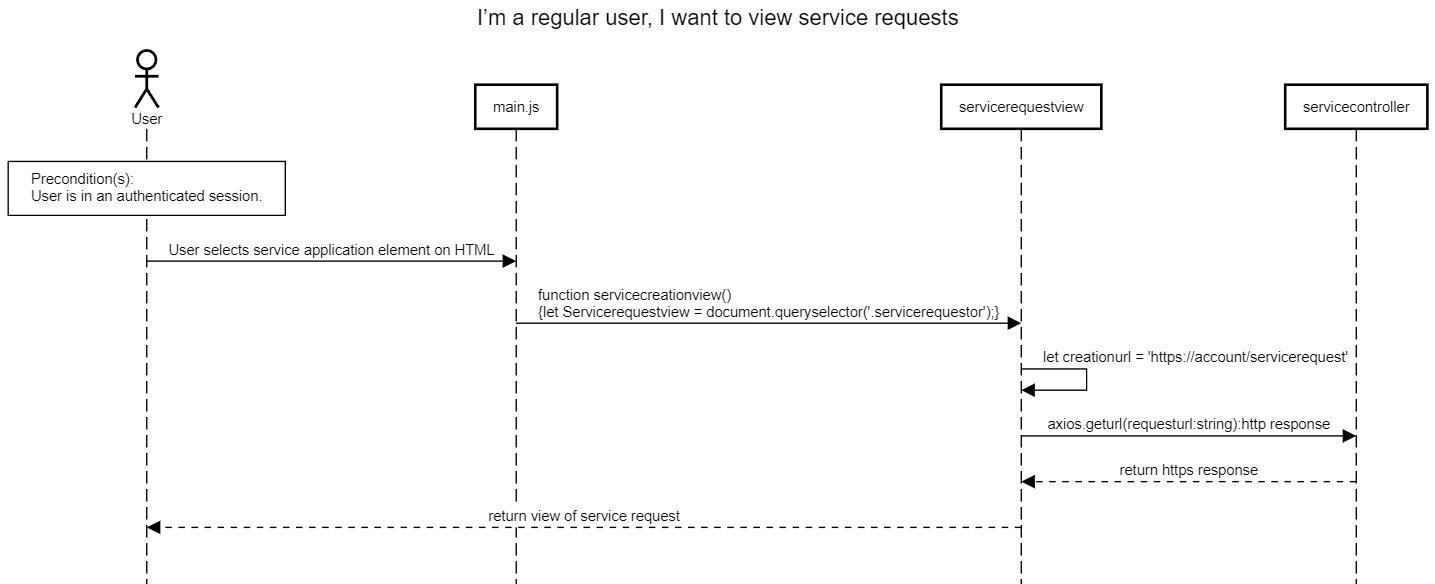 I'm a regular user, I want to view service requests
User
main.js
servicerequestview
servicecontroller
Precondition(s):
User is in an authenticated session.
User selects service application element on HTML
function servicecreationview()
{let Servicerequestview = document.queryselector('.servicerequestor');}
let creationurl = 'https://account/servicerequest'
axios.geturl(requesturl:string):http response
return https response
return view of service request